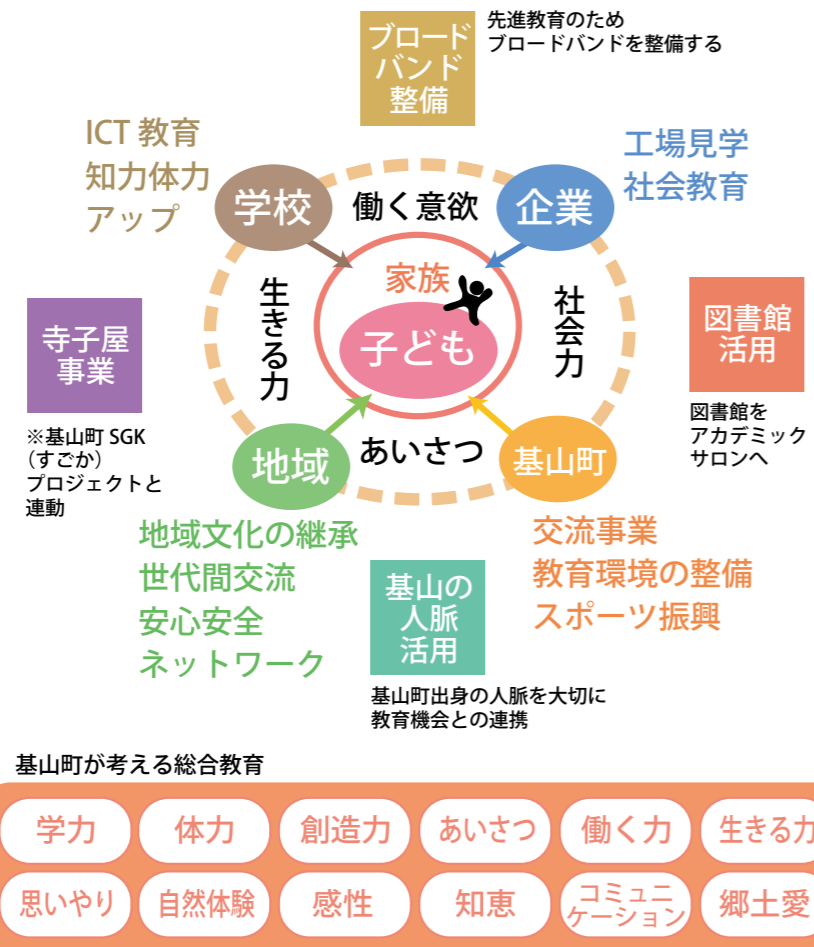 ブロード
バンド
整備
先進教育のため
ブロードバンドを整備する
ICT 教育
知力体力
アップ
学校
働く意欲
企業
工場見学
社会教育
家族
子ども
生きる力
社会力
寺子屋
事業
※基山町 SGK
（すごか）
プロジェクトと
連動
図書館
活用
図書館を
アカデミック
サロンへ
地域
あいさつ
基山町
地域文化の継承
世代間交流
安心安全
ネットワーク
基山の
人脈
活用
基山町出身の人脈を大切に
教育機会との連携
交流事業
教育環境の整備
スポーツ振興
基山町が考える総合教育
学力
体力
創造力
あいさつ
働く力
生きる力
思いやり
自然体験
感性
知恵
コミュニ
ケーション
郷土愛